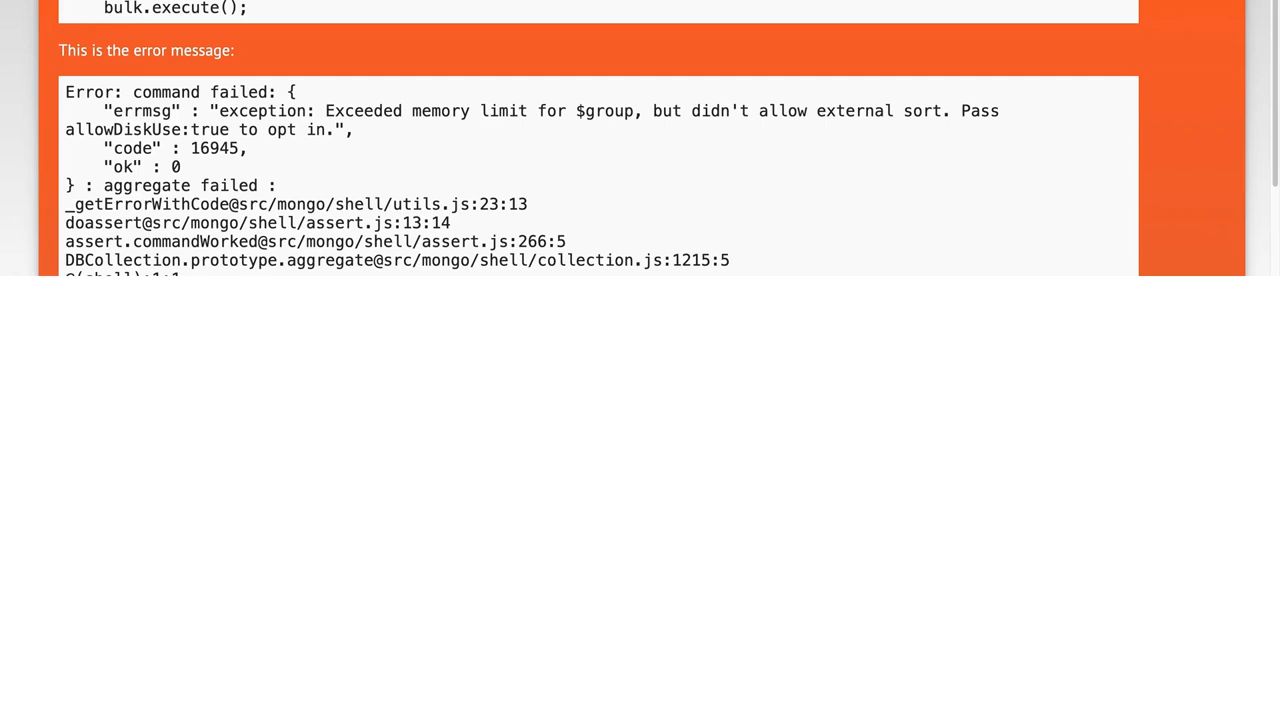 bulk.execute();
This is the error message:
Error: command failed: {
"errmsg" : "exception: Exceeded memory limit for $group, but didn't allow external sort. Pass
allowDiskUse:true to opt in.",
"code" : 16945,
"ok" : 0
} : aggregate failed :
_getErrorWithCode@src/mongo/shell/utils.js:23:13
doassert@src/mongo/shell/assert.js:13:14
assert.commandWorked@src/mongo/shell/assert.js:266:5
DBCollection.prototype.aggregate@src/mongo/shell/collection.js:1215:5